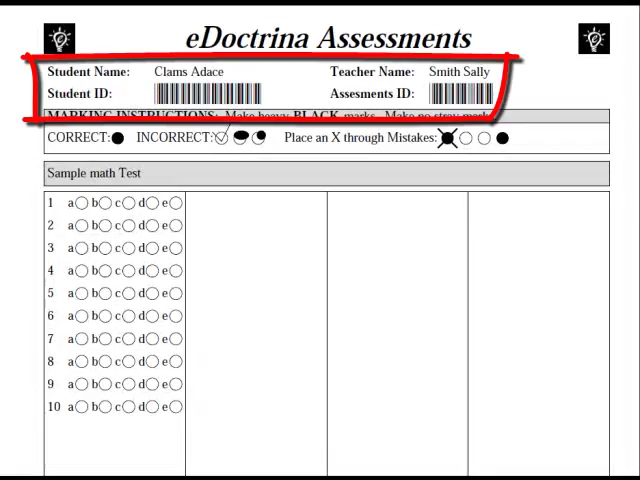 eDoctrina Assessments
Student Name: Clams Adace Teacher Name: Smith Sally
Student ID: Assesments ID:
MARKING INSTRUCTIONS: Make heavy BLACK marks. Make no stray marks
CORRECT: INCORRECT: Place an X through Mistakes:
Sample math Test
1 a b c d e
2 a b c d e
3 a b c d e
4 a b c d e
5 a b c d e
6 a b c d e
7 a b c d e
8 a b c d e
9 a b c d e
10 a b c d e